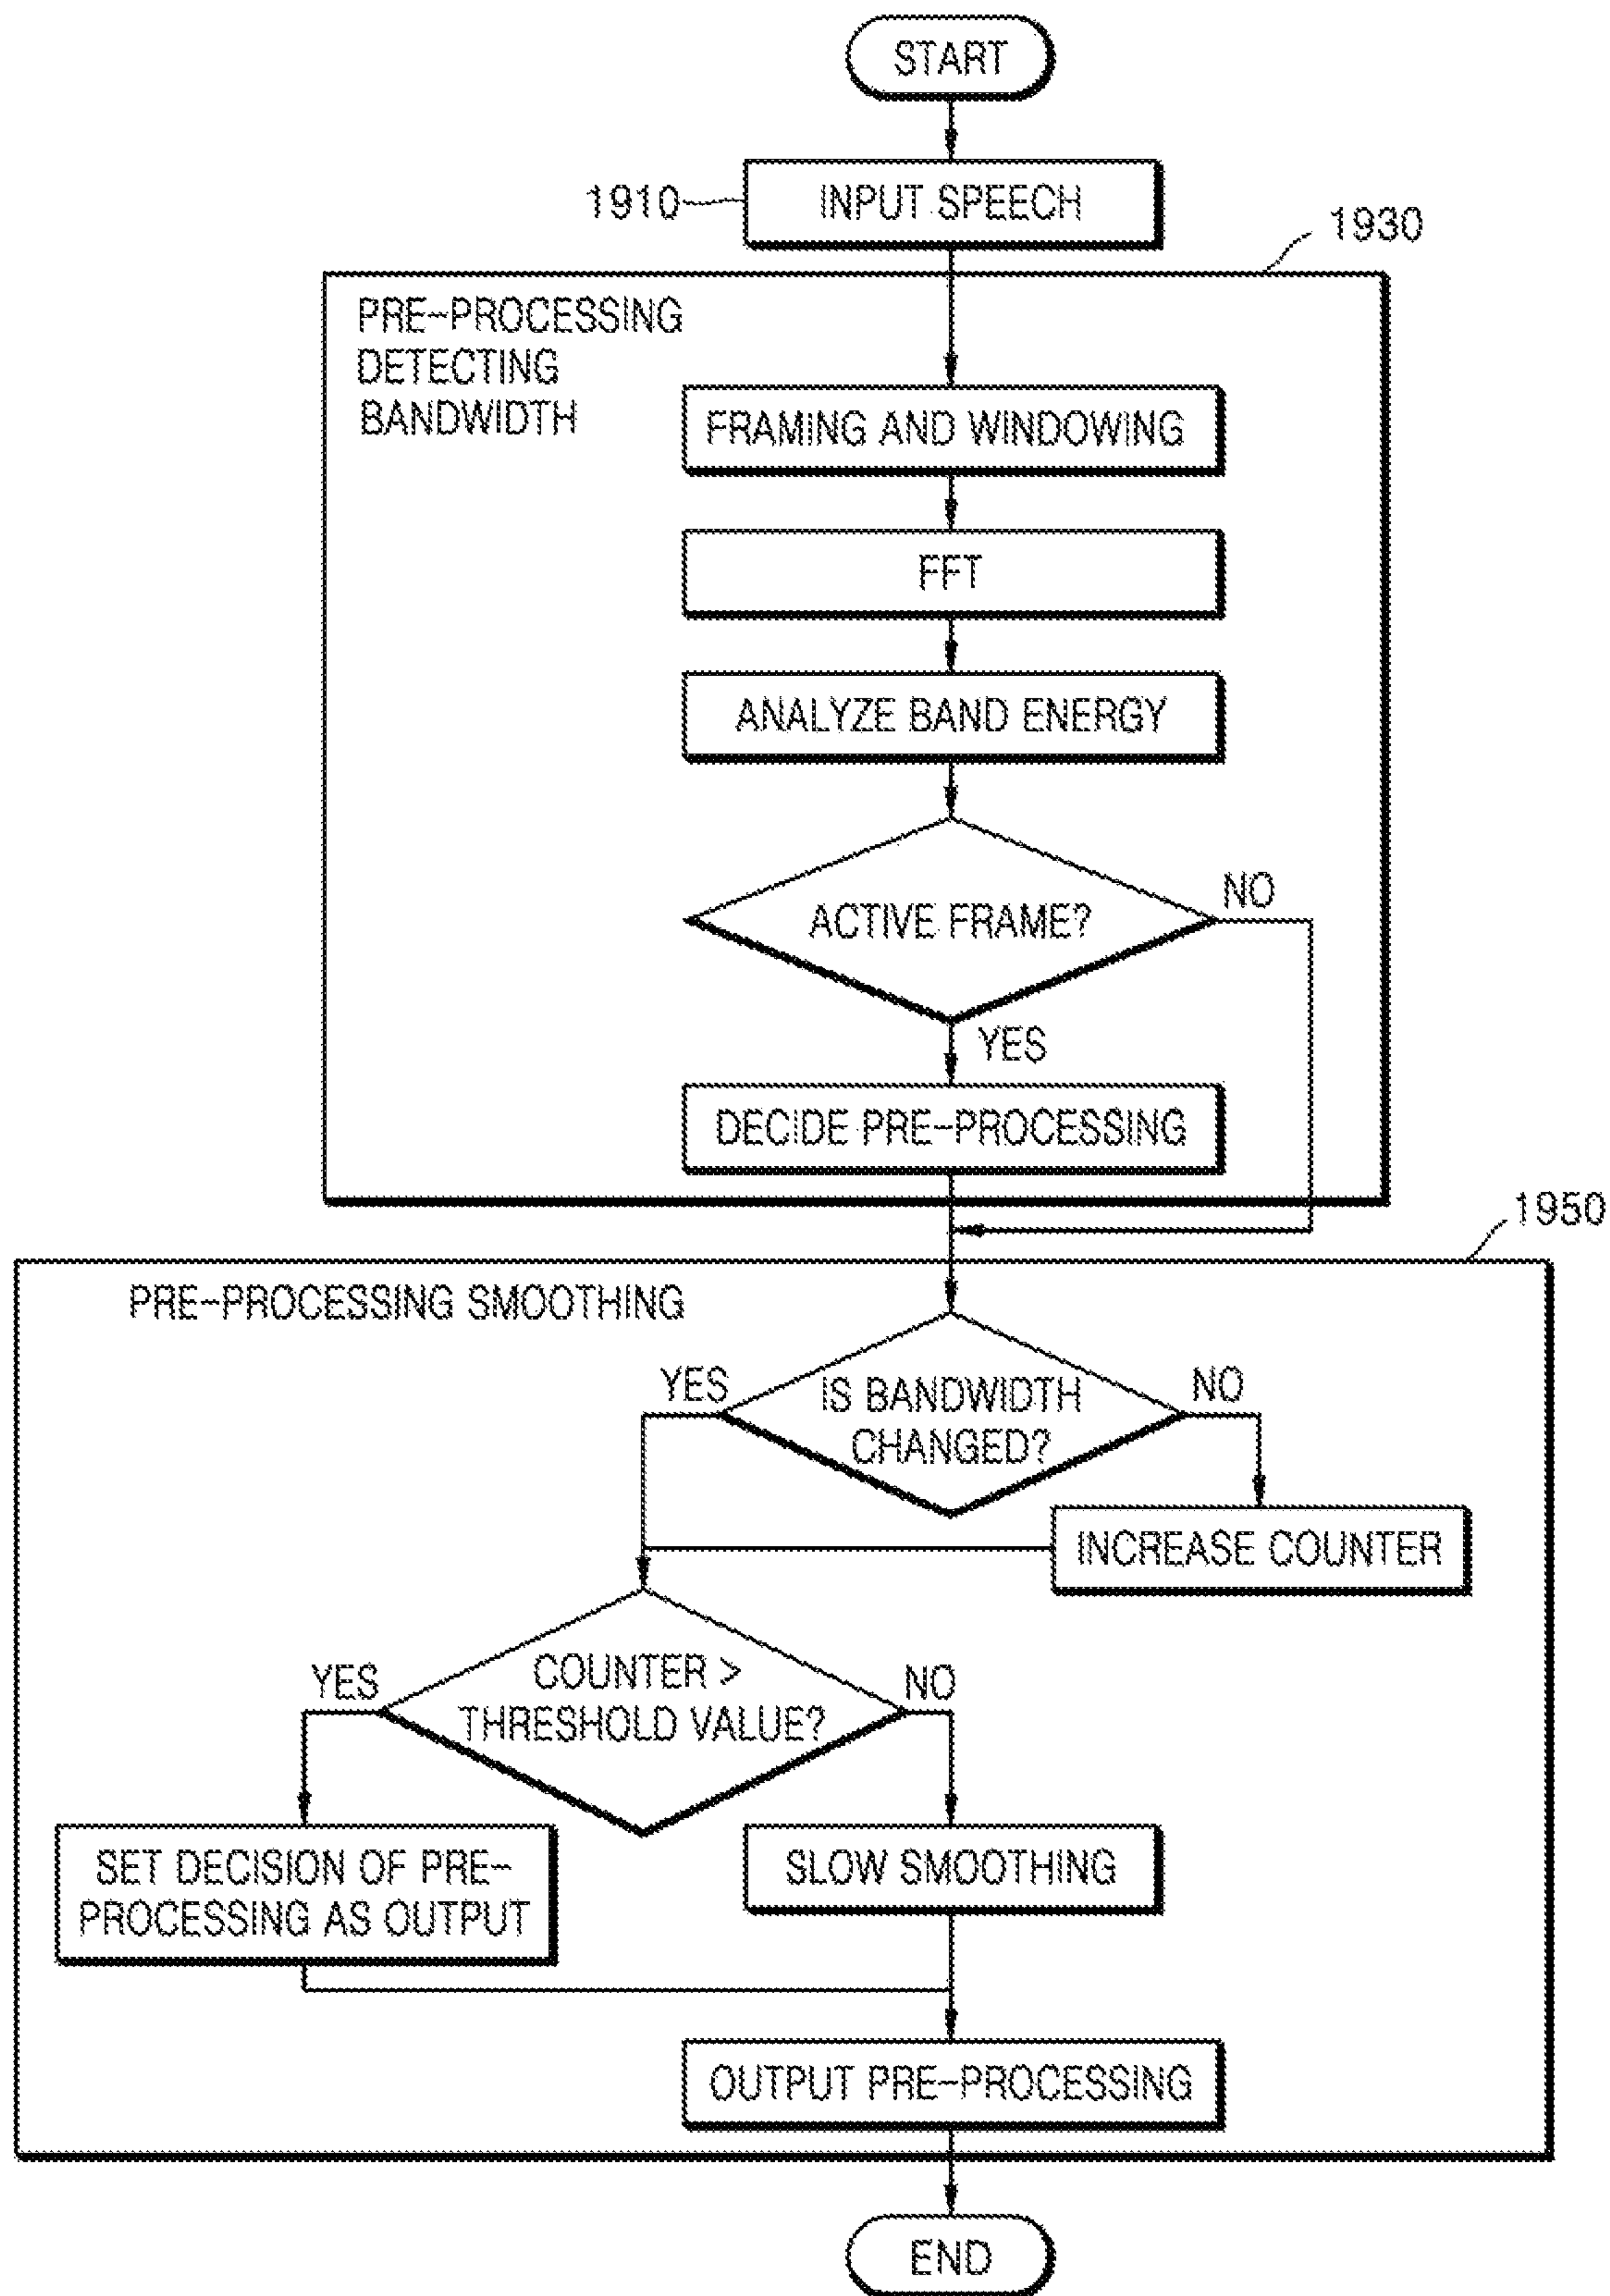 START
1910
INPUT SPEECH
1930
PRE-PROCESSING
DETECTING
BANDWIDTH
FRAMING AND WINDOWING
FFT
ANALYZE BAND ENERGY
ACTIVE FRAME?
NO
YES
DECIDE PRE-PROCESSING
1950
PRE-PROCESSING SMOOTHING
YES
IS BANDWIDTH
CHANGED?
NO
INCREASE COUNTER
YES
COUNTER >
THRESHOLD VALUE?
NO
SET DECISION OF PRE-
PROCESSING AS OUTPUT
SLOW SMOOTHING
OUTPUT PRE-PROCESSING
END